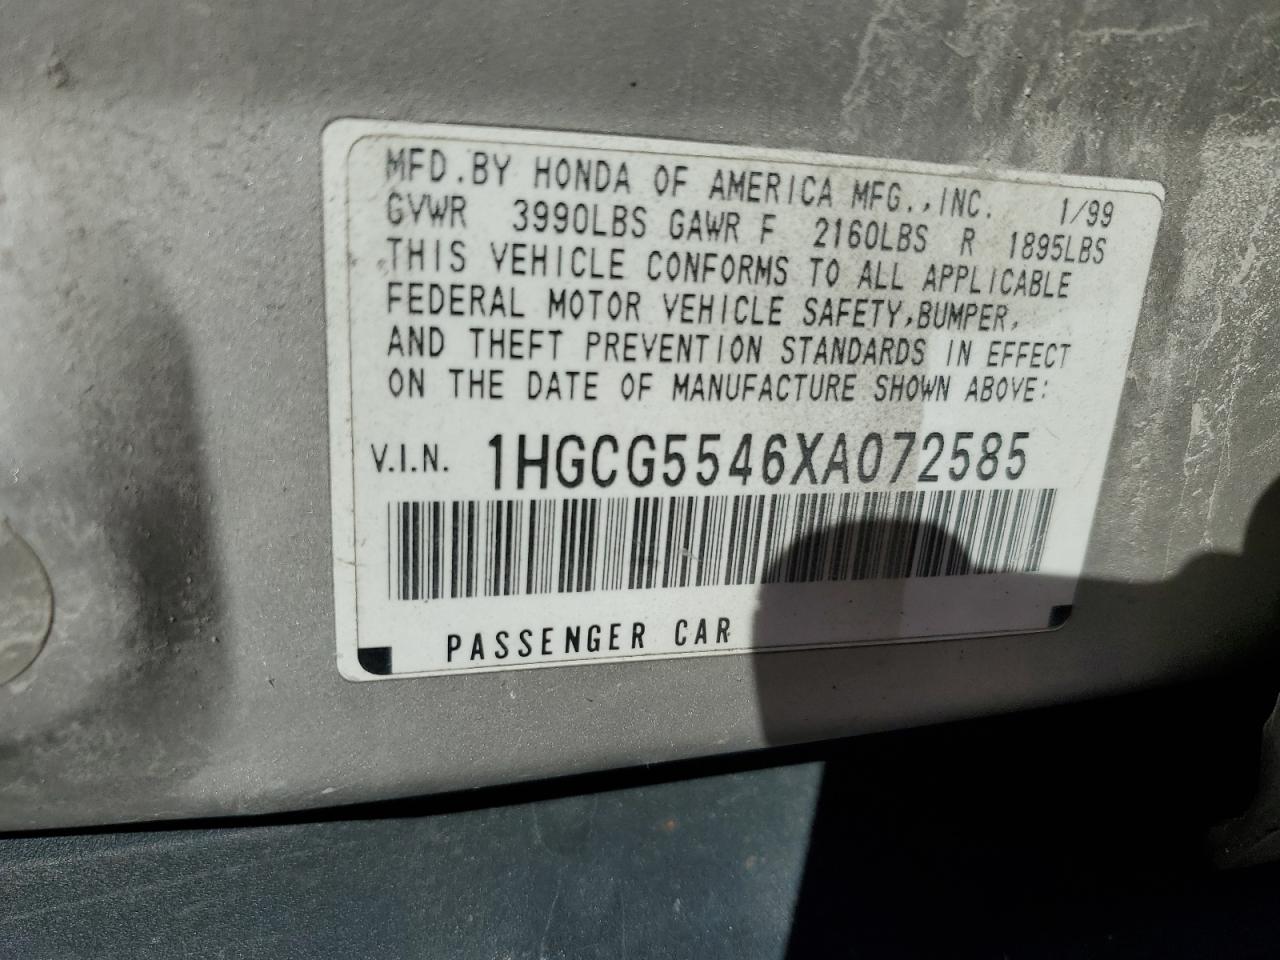 MFD.BY HONDA OF AMERICA MFG.,INC. 1/99
GVWR 3990LBS GAWR F 2160LBS R 1895LBS
THIS VEHICLE CONFORMS TO ALL APPLICABLE
FEDERAL MOTOR VEHICLE SAFETY,BUMPER,
AND THEFT PREVENTION STANDARDS IN EFFECT
ON THE DATE OF MANUFACTURE SHOWN ABOVE:
V.I.N. 1HGCG5546XA072585
PASSENGER CAR